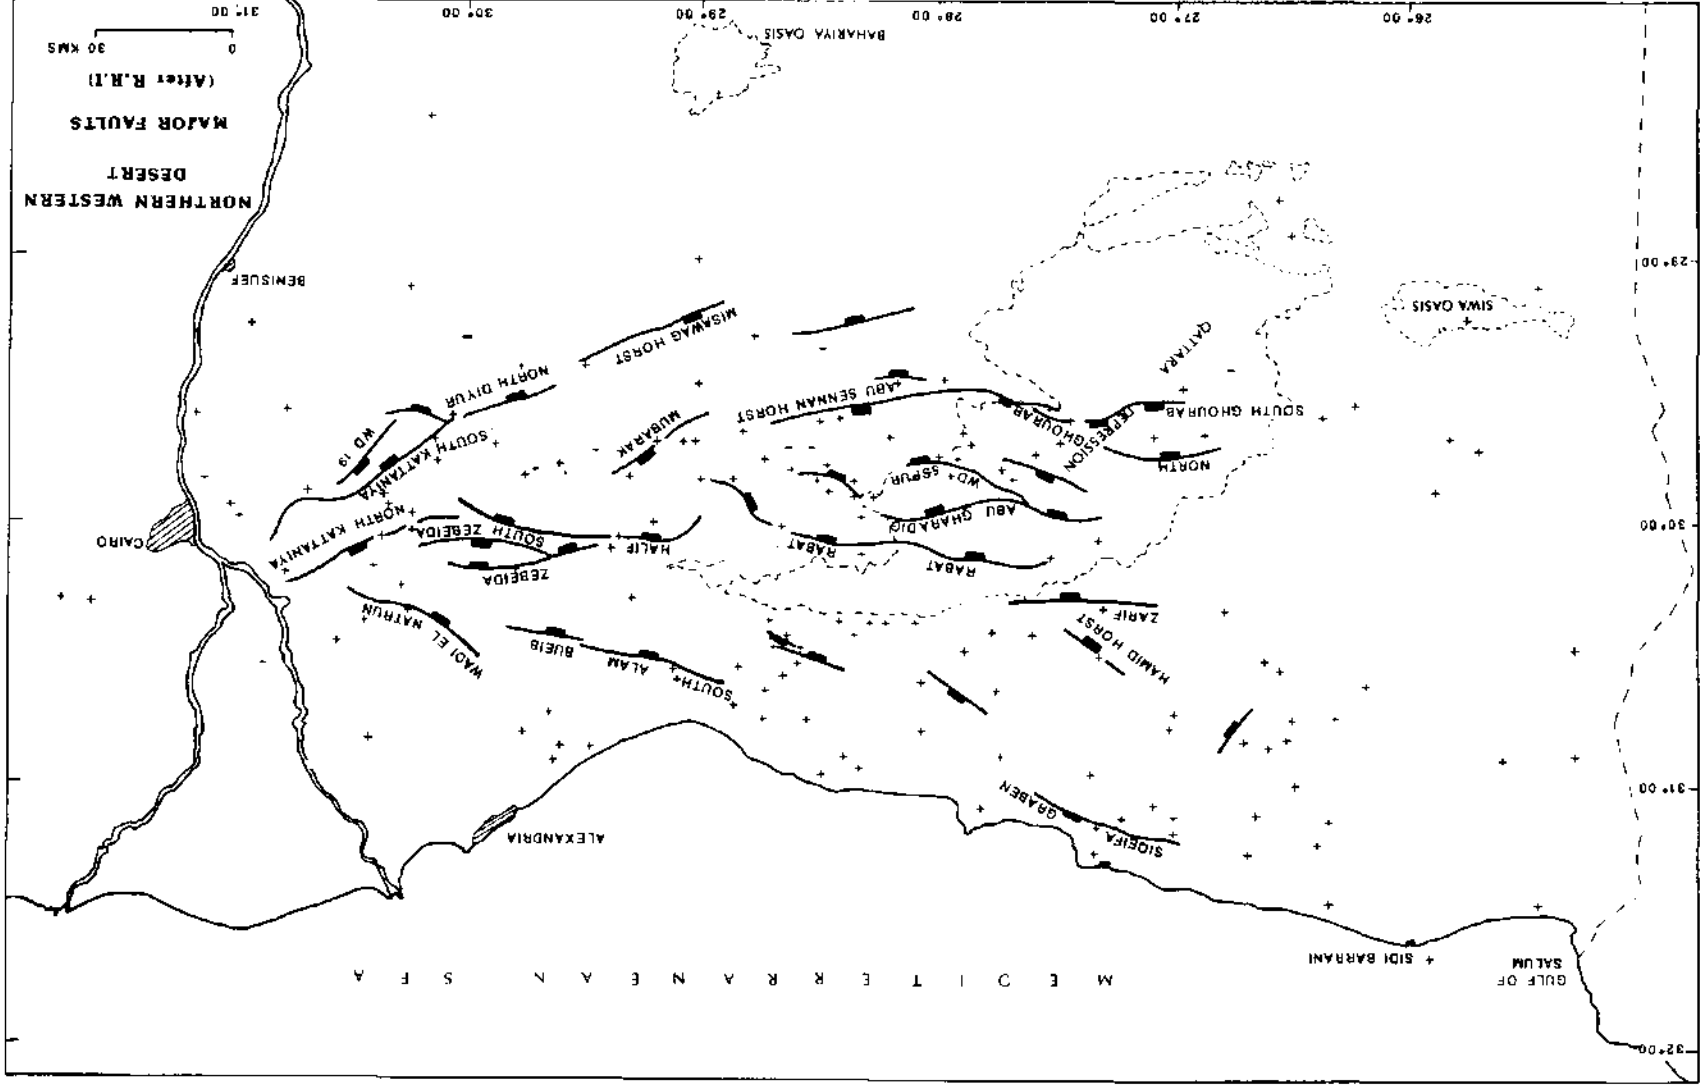 32°00
GULF OF
SALUM
+ SIDI BARRANI
MEDITERRANEAN SEA
ALEXANDRIA
SIQEIFA
GRABEN
31°00
HAMID HORST
ZARIF
SOUTH
ALAM
BUEIB
WADI EL NATRUN
RABAT
RABAT
HALIF
ZEBEIDA
SOUTH ZEBEIDA
NORTH KATTANIYA
CAIRO
30°00
ABU GHARADIG
WD 5SPUR
NORTH
DEPRESSION
SOUTH GHOURAB
GHOURAB
ABU SENNAN HORST
MUBARAK
SOUTH KATTANIYA
WD 19
NORTH DIYUR
QATTARA
MISAWAG HORST
SIWA OASIS
BENISUEF
29°00
NORTHERN WESTERN
DESERT
MAJOR FAULTS
(After R.R.I)
0 30 KMS
BAHARIYA OASIS
26°00 27°00 28°00 29°00 30°00 31°00